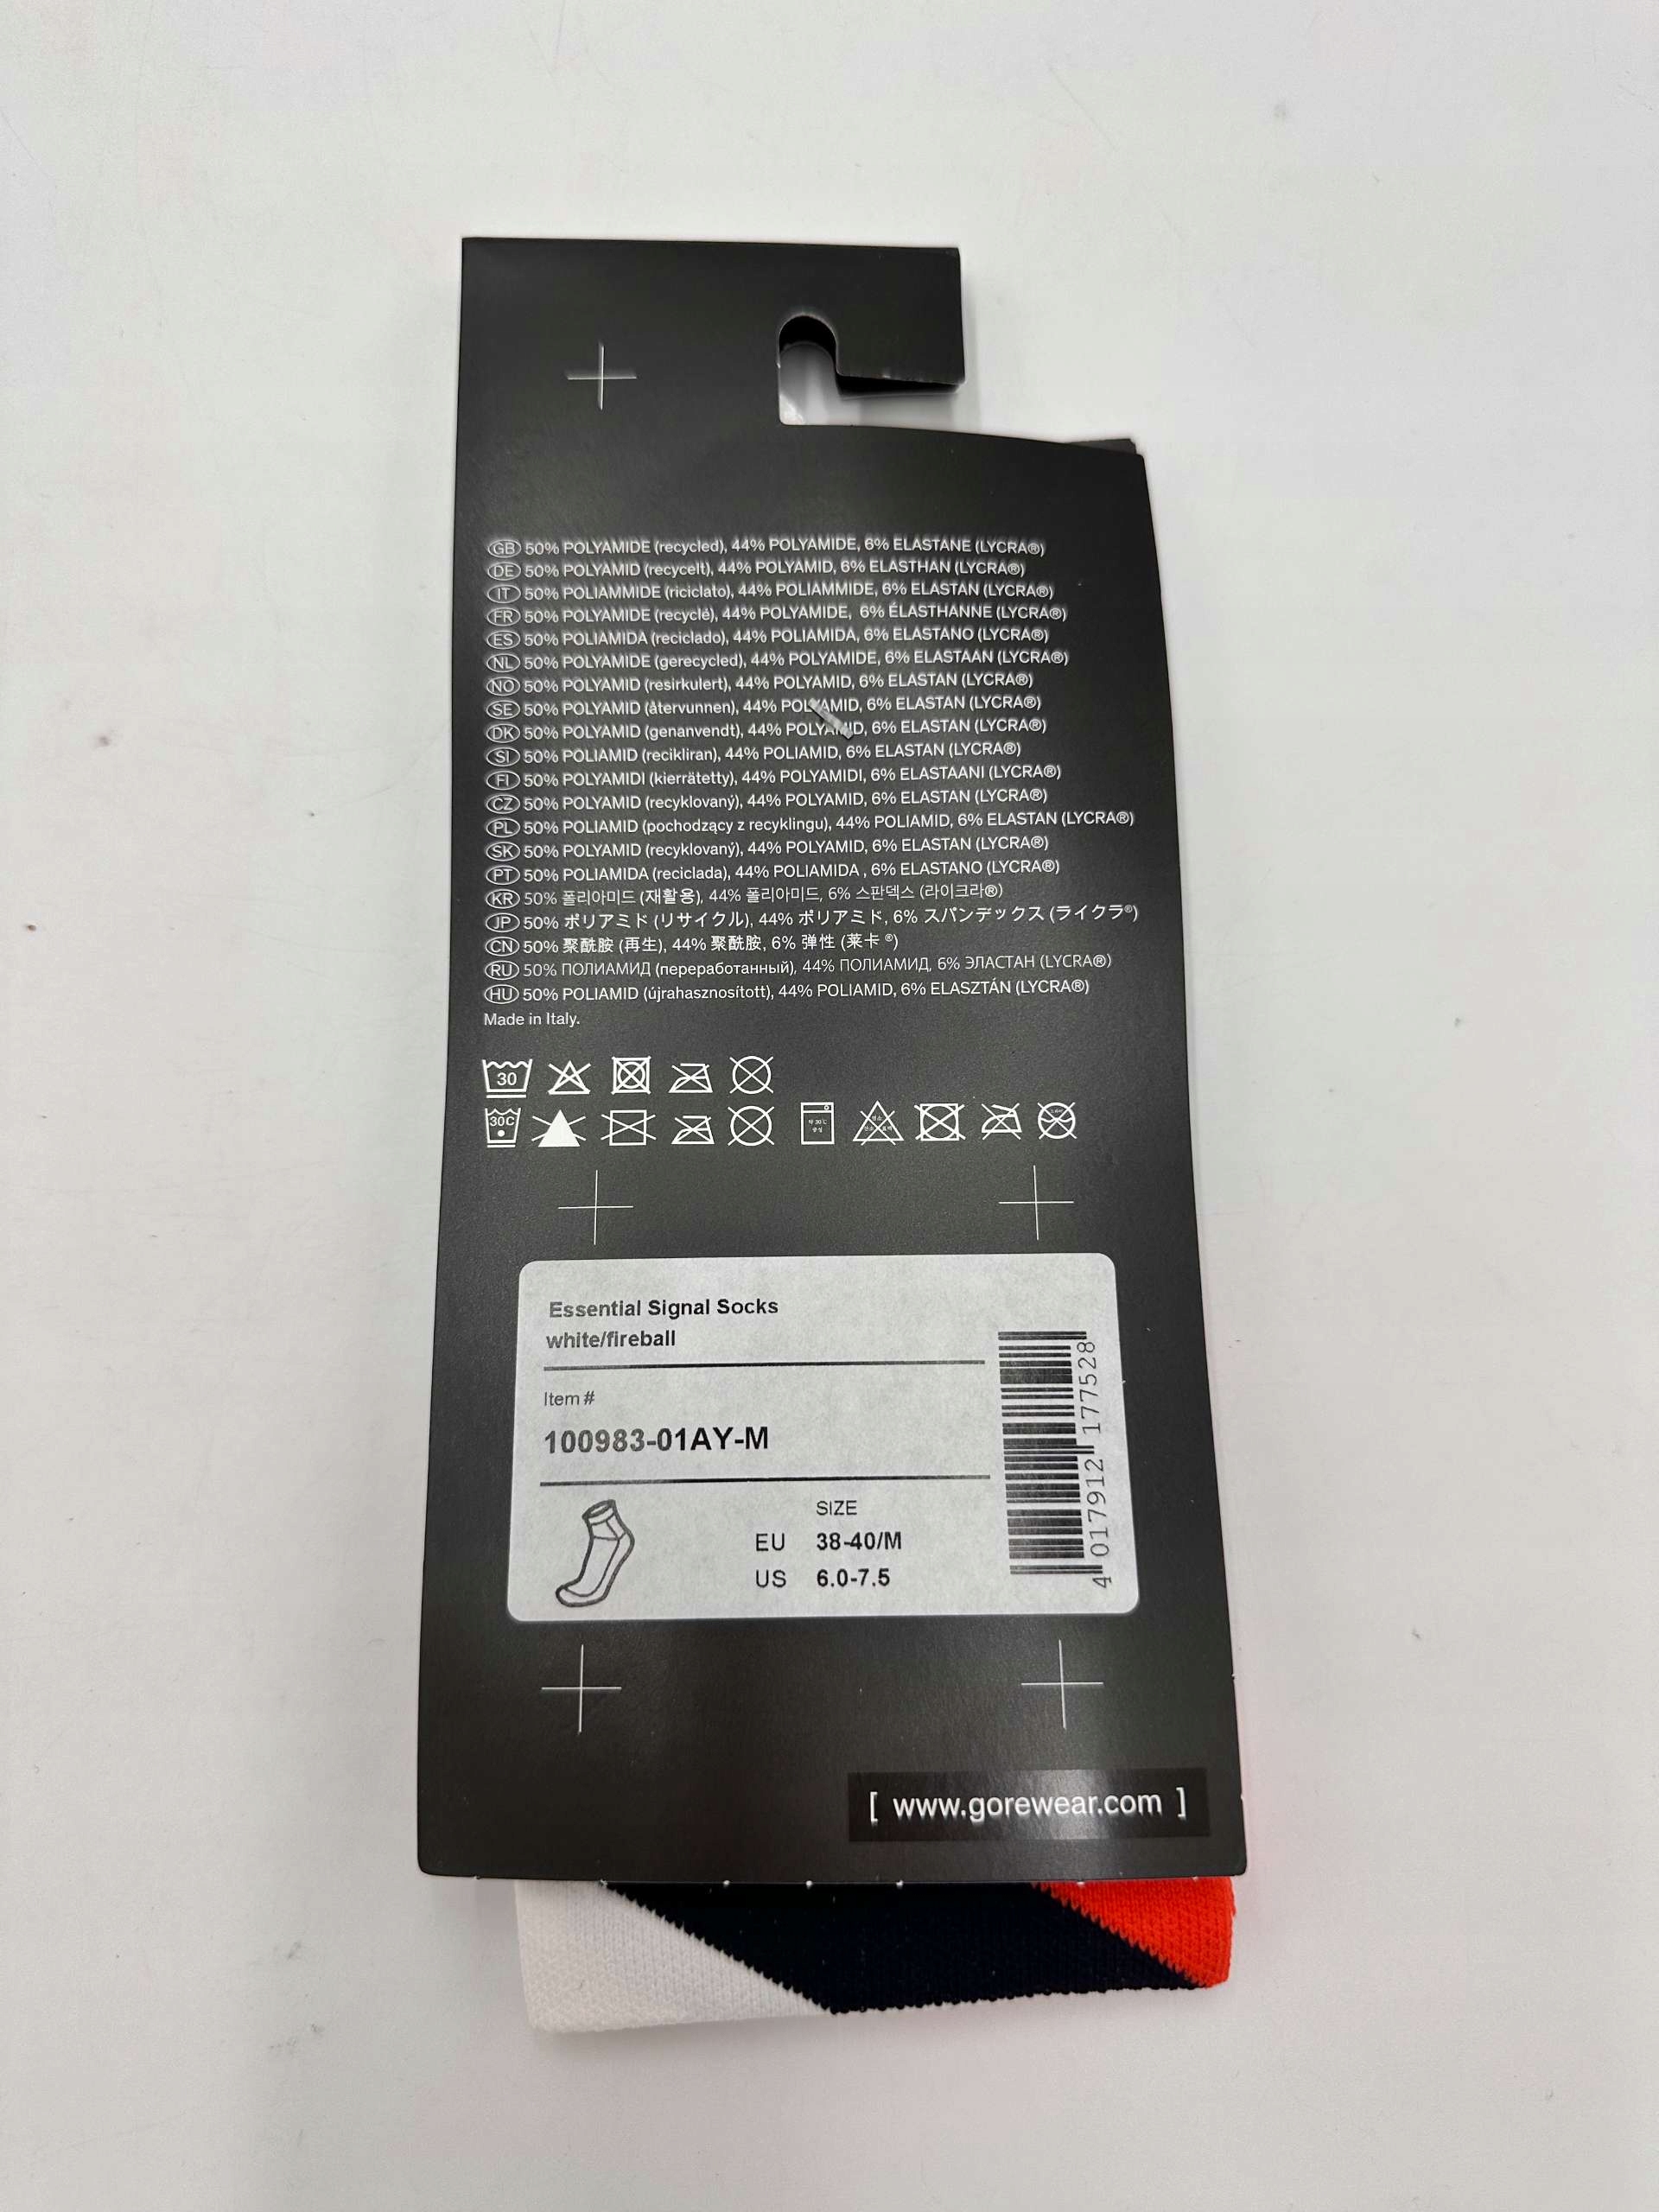 GB 50% POLYAMIDE (recycled), 44% POLYAMIDE, 6% ELASTANE (LYCRA®)
DE 50% POLYAMID (recycelt), 44% POLYAMID, 6% ELASTHAN (LYCRA®)
IT 50% POLIAMMIDE (riciclato), 44% POLIAMMIDE, 6% ELASTAN (LYCRA®)
FR 50% POLYAMIDE (recyclé), 44% POLYAMIDE, 6% ÉLASTHANNE (LYCRA®)
ES 50% POLIAMIDA (reciclado), 44% POLIAMIDA, 6% ELASTANO (LYCRA®)
NL 50% POLYAMIDE (gerecycled), 44% POLYAMIDE, 6% ELASTAAN (LYCRA®)
NO 50% POLYAMID (resirkulert), 44% POLYAMID, 6% ELASTAN (LYCRA®)
SE 50% POLYAMID (återvunnen), 44% POLYAMID, 6% ELASTAN (LYCRA®)
DK 50% POLYAMID (genanvendt), 44% POLYAMID, 6% ELASTAN (LYCRA®)
SI 50% POLYAMID (recikliran), 44% POLIAMID, 6% ELASTAN (LYCRA®)
FI 50% POLYAMIDI (kierrätetty), 44% POLYAMIDI, 6% ELASTAANI (LYCRA®)
CZ 50% POLYAMID (recyklovaný), 44% POLYAMID, 6% ELASTAN (LYCRA®)
PL 50% POLIAMID (pochodzący z recyklingu), 44% POLIAMID, 6% ELASTAN (LYCRA®)
SK 50% POLYAMID (recyklovaný), 44% POLYAMID, 6% ELASTAN (LYCRA®)
PT 50% POLIAMIDA (reciclada), 44% POLIAMIDA , 6% ELASTANO (LYCRA®)
KR 50% 폴리아미드 (재활용), 44% 폴리아미드, 6% 스판덱스 (라이크라®)
JP 50% ポリアミド (リサイクル), 44% ポリアミド, 6% スパンデックス (ライクラ®)
CN 50% 聚酰胺 (再生), 44% 聚酰胺, 6% 弹性 (莱卡 ®)
RU 50% ПОЛИАМИД (переработанный), 44% ПОЛИАМИД, 6% ЭЛАСТАН (LYCRA®)
HU 50% POLIAMID (újrahasznosított), 44% POLIAMID, 6% ELASZTÁN (LYCRA®)
Made in Italy.
30
30C
Essential Signal Socks
white/fireball
Item #
100983-01AY-M
SIZE
EU 38-40/M
US 6.0-7.5
4 017912 177528
[ www.gorewear.com ]